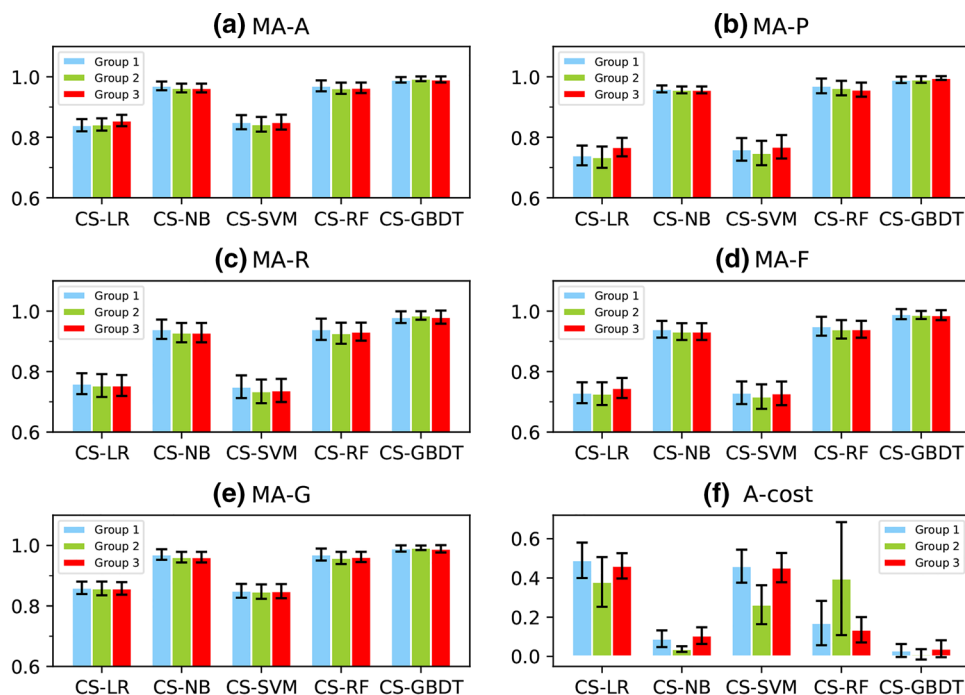 (a) MA-A
1.0
0.8
0.6
Group 1
Group 2
Group 3
CS-LR CS-NB CS-SVM CS-RF CS-GBDT
(b) MA-P
1.0
0.8
0.6
Group 1
Group 2
Group 3
CS-LR CS-NB CS-SVM CS-RF CS-GBDT
(c) MA-R
1.0
0.8
0.6
Group 1
Group 2
Group 3
CS-LR CS-NB CS-SVM CS-RF CS-GBDT
(d) MA-F
1.0
0.8
0.6
Group 1
Group 2
Group 3
CS-LR CS-NB CS-SVM CS-RF CS-GBDT
(e) MA-G
1.0
0.8
0.6
Group 1
Group 2
Group 3
CS-LR CS-NB CS-SVM CS-RF CS-GBDT
(f) A-cost
0.6
0.4
0.2
0.0
Group 1
Group 2
Group 3
CS-LR CS-NB CS-SVM CS-RF CS-GBDT